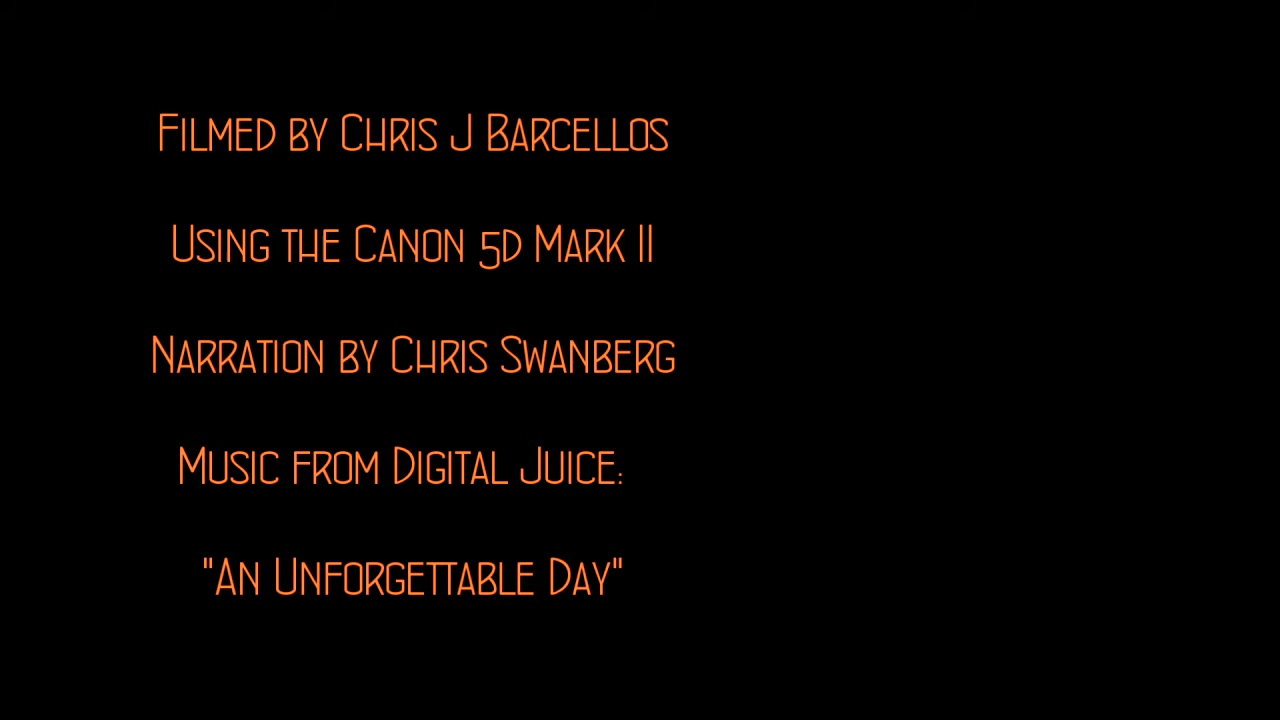 Filmed by Chris J Barcellos
Using the Canon 5D Mark II
Narration by Chris Swanberg
Music from Digital Juice:
"An Unforgettable Day"